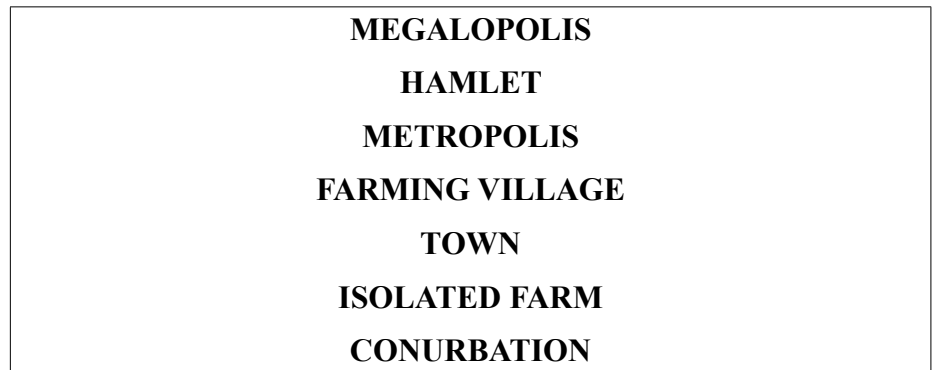 MEGALOPOLIS
HAMLET
METROPOLIS
FARMING VILLAGE
TOWN
ISOLATED FARM
CONURBATION